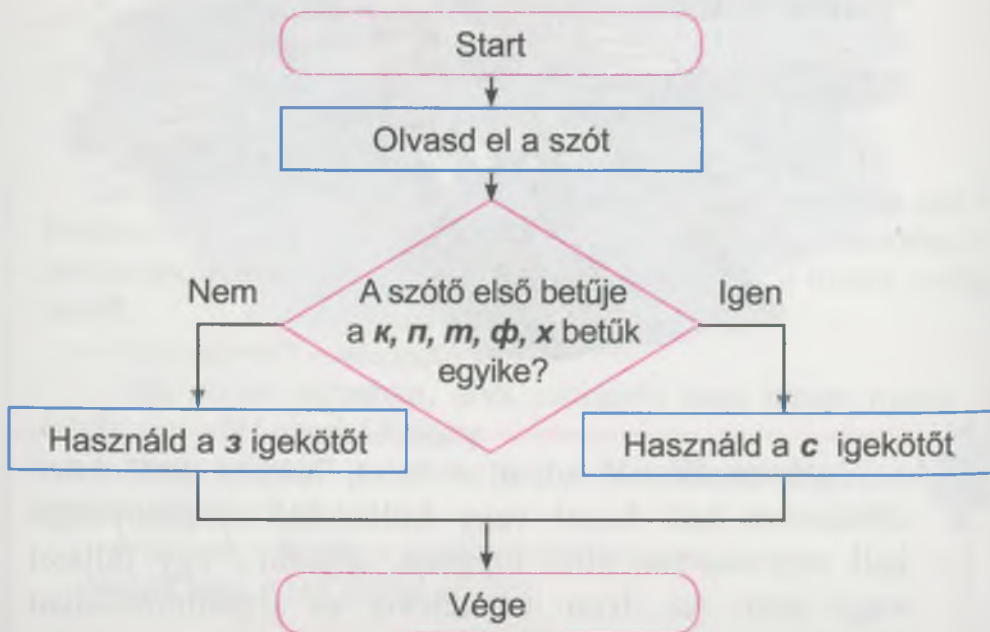 Start
Olvasd el a szót
Nem
A szótő első betűje
a к, п, т, ф, х betűk
egyike?
Igen
Használd a з igekötőt
Használd a с igekötőt
Vége